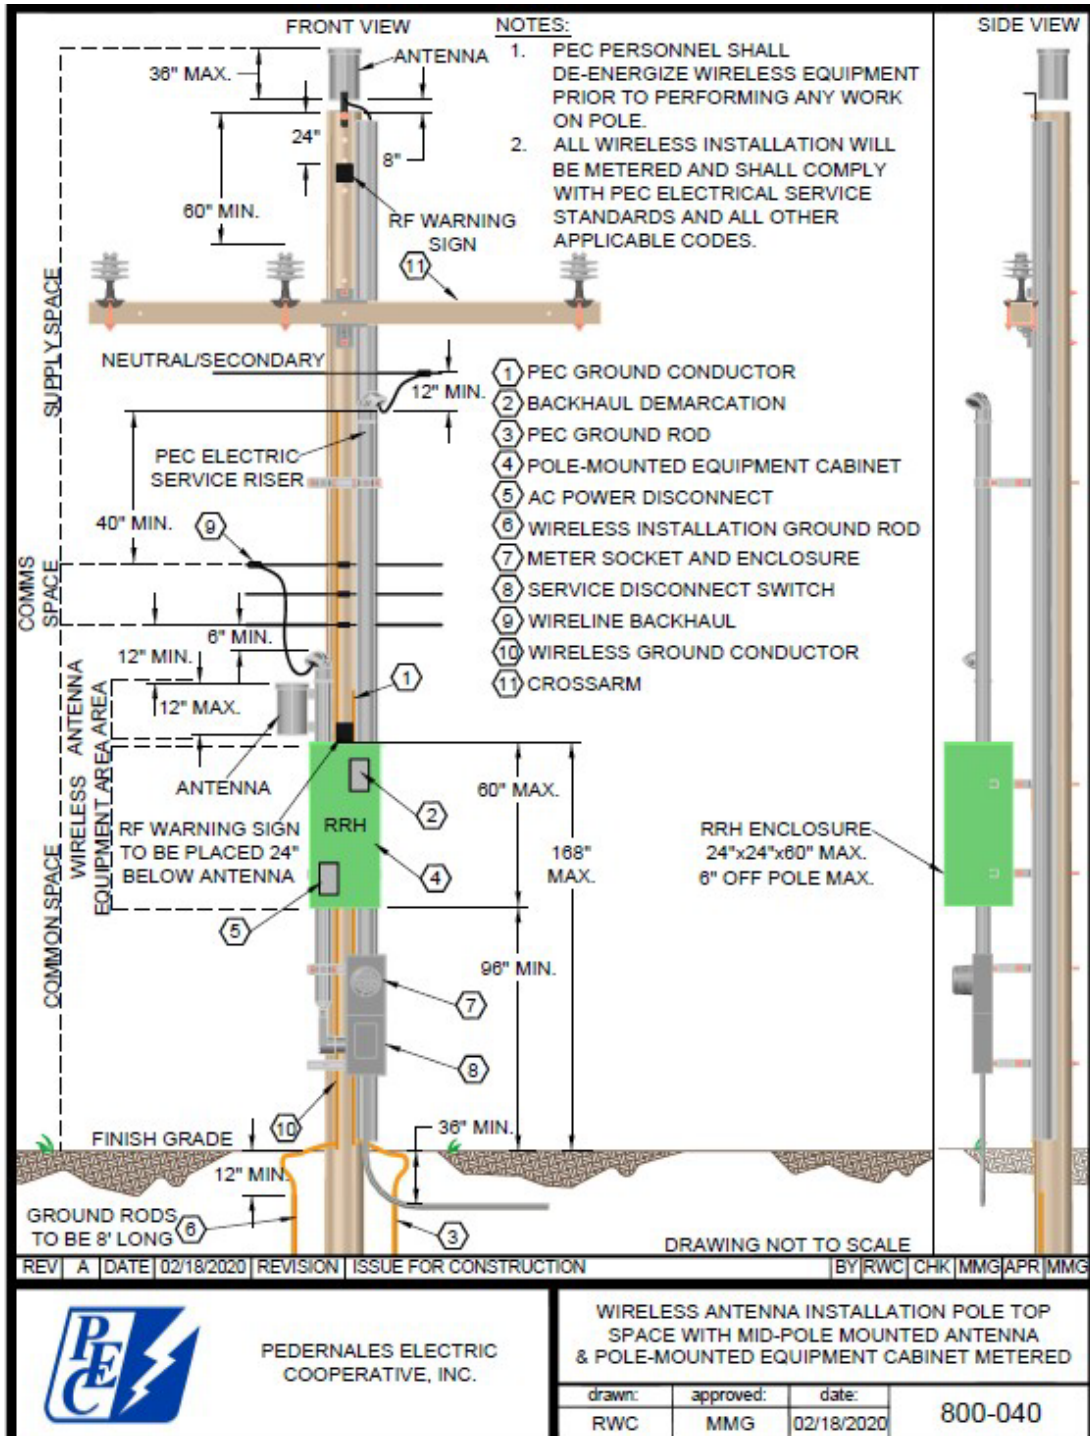 FRONT VIEW
NOTES:
SIDE VIEW
1. PEC PERSONNEL SHALL
DE-ENERGIZE WIRELESS EQUIPMENT
PRIOR TO PERFORMING ANY WORK
ON POLE.
2. ALL WIRELESS INSTALLATION WILL
BE METERED AND SHALL COMPLY
WITH PEC ELECTRICAL SERVICE
STANDARDS AND ALL OTHER
APPLICABLE CODES.
ANTENNA
36" MAX.
24"
8"
60" MIN.
RF WARNING
SIGN
11
SUPPLY SPACE
NEUTRAL/SECONDARY
12" MIN.
PEC ELECTRIC
SERVICE RISER
40" MIN.
9
COMMS
SPACE
1 PEC GROUND CONDUCTOR
2 BACKHAUL DEMARCATION
3 PEC GROUND ROD
4 POLE-MOUNTED EQUIPMENT CABINET
5 AC POWER DISCONNECT
6 WIRELESS INSTALLATION GROUND ROD
7 METER SOCKET AND ENCLOSURE
8 SERVICE DISCONNECT SWITCH
9 WIRELINE BACKHAUL
10 WIRELESS GROUND CONDUCTOR
11 CROSSARM
6" MIN.
12" MIN.
12" MAX.
1
WIRELESS ANTENNA
EQUIPMENT AREA AREA
ANTENNA
RF WARNING SIGN
TO BE PLACED 24"
BELOW ANTENNA
RRH
2
4
5
60" MAX.
168"
MAX.
RRH ENCLOSURE
24"x24"x60" MAX.
6" OFF POLE MAX.
COMMON SPACE
96" MIN.
7
8
10
36" MIN.
FINISH GRADE
12" MIN.
GROUND RODS
TO BE 8' LONG
6
3
DRAWING NOT TO SCALE
REV A DATE 02/18/2020 REVISION ISSUE FOR CONSTRUCTION BY RWC CHK MMG APR MMG
PEC
PEDERNALES ELECTRIC
COOPERATIVE, INC.
WIRELESS ANTENNA INSTALLATION POLE TOP
SPACE WITH MID-POLE MOUNTED ANTENNA
& POLE-MOUNTED EQUIPMENT CABINET METERED
drawn: approved: date:
RWC MMG 02/18/2020
800-040